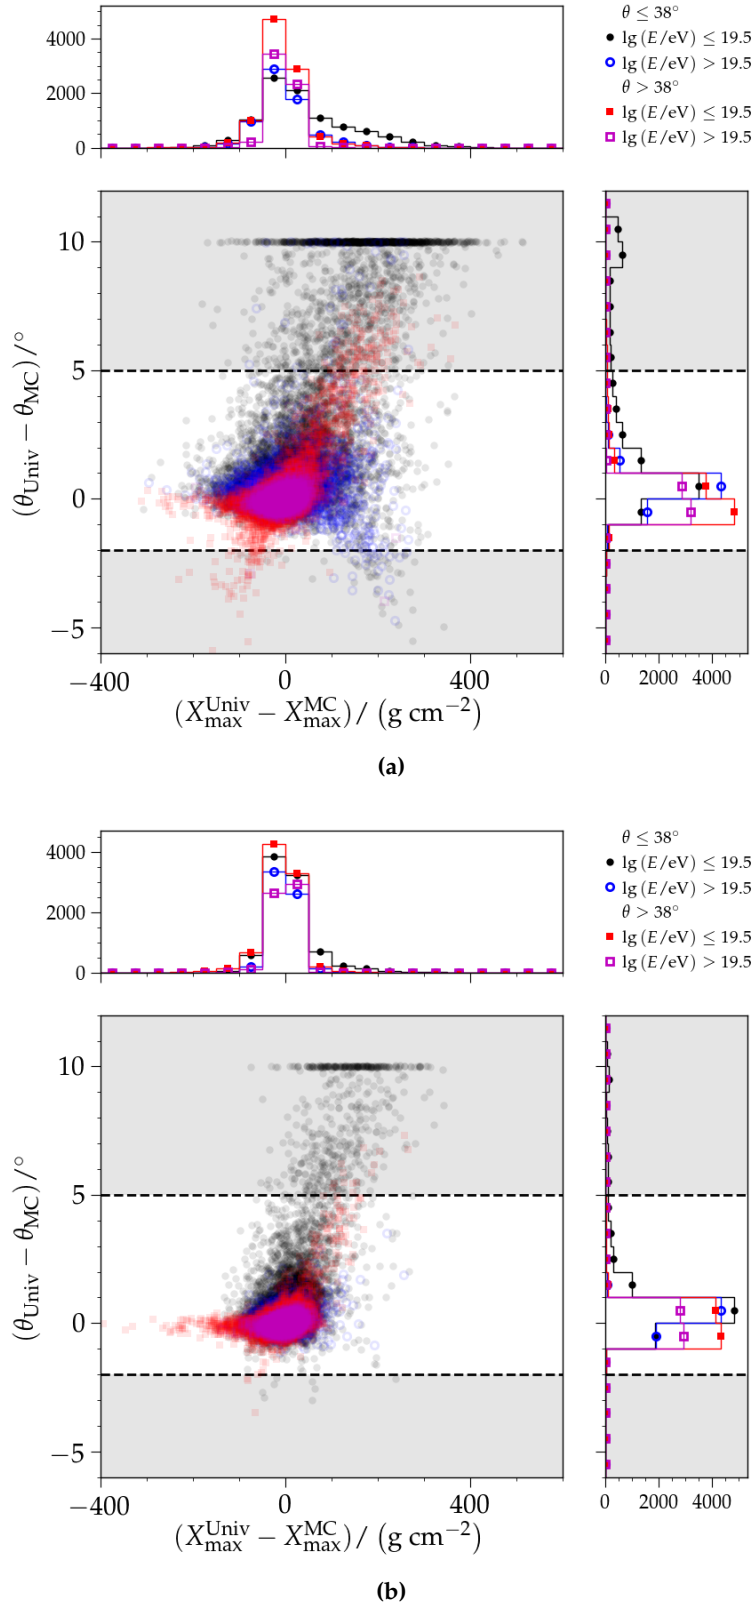 4000
2000
0
θ ≤ 38°
lg (E/eV) ≤ 19.5
lg (E/eV) > 19.5
θ > 38°
lg (E/eV) ≤ 19.5
lg (E/eV) > 19.5
10
5
0
−5
(θUniv − θMC)/°
−400 0 400
(XmaxUniv − XmaxMC)/ (g cm−2)
0 2000 4000
(a)
4000
2000
0
θ ≤ 38°
lg (E/eV) ≤ 19.5
lg (E/eV) > 19.5
θ > 38°
lg (E/eV) ≤ 19.5
lg (E/eV) > 19.5
10
5
0
−5
(θUniv − θMC)/°
−400 0 400
(XmaxUniv − XmaxMC)/ (g cm−2)
0 2000 4000
(b)